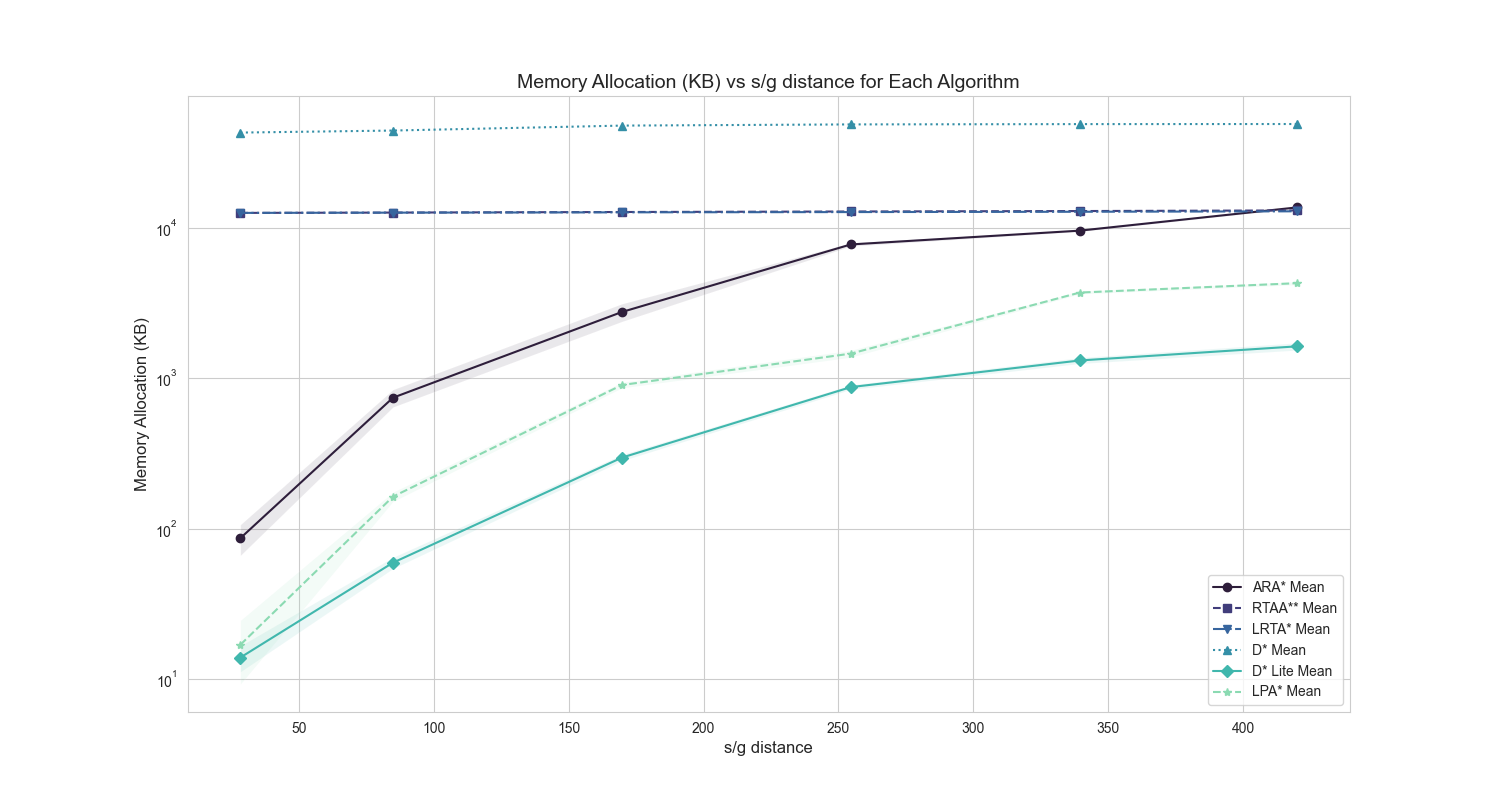 Memory Allocation (KB) vs s/g distance for Each Algorithm
Memory Allocation (KB)
10⁴
10³
10²
10¹
50 100 150 200 250 300 350 400
s/g distance
ARA* Mean
RTAA** Mean
LRTA* Mean
D* Mean
D* Lite Mean
LPA* Mean